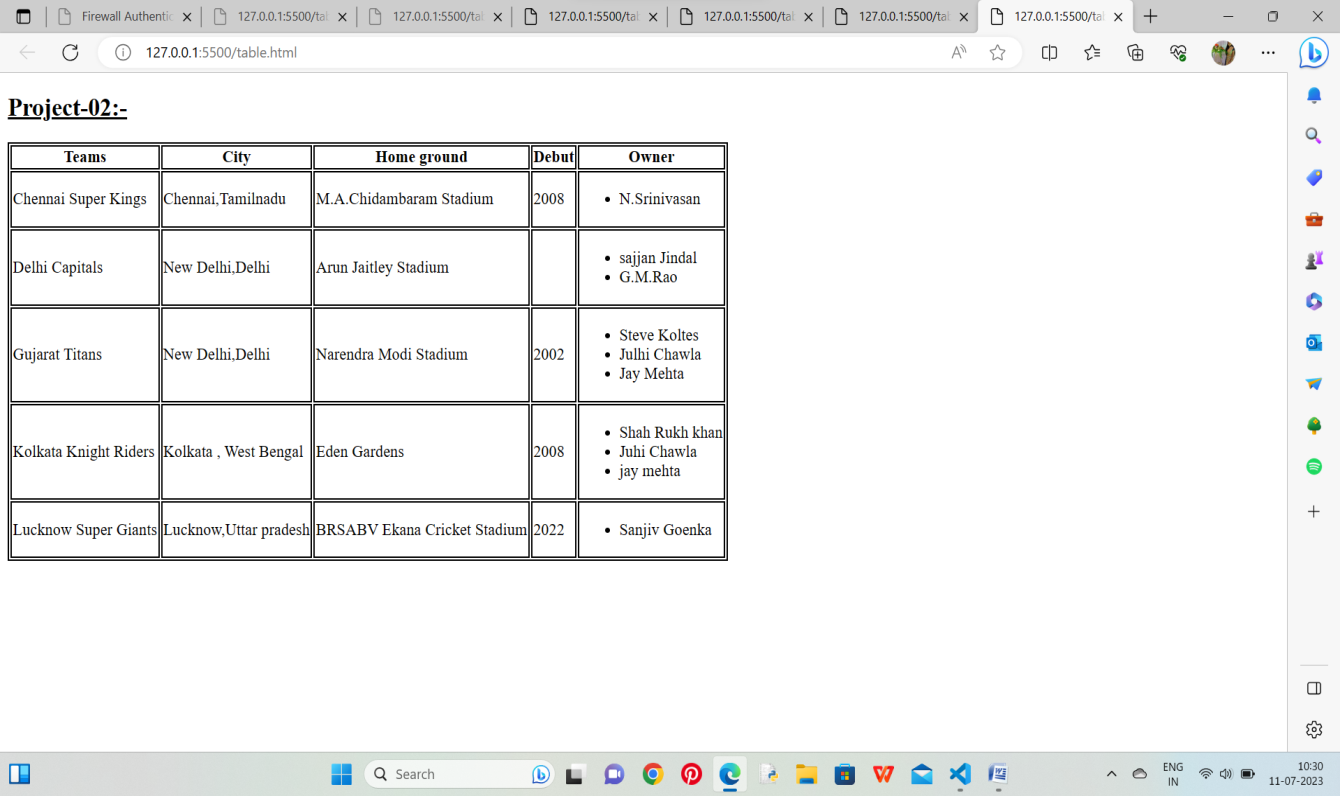 Firewall Authentic
127.0.0.1:5500/tal
127.0.0.1:5500/tal
127.0.0.1:5500/tal
127.0.0.1:5500/tal
127.0.0.1:5500/tal
127.0.0.1:5500/tal
127.0.0.1:5500/table.html
Project-02:-
Teams City Home ground Debut Owner
Chennai Super Kings Chennai,Tamilnadu M.A.Chidambaram Stadium 2008 • N.Srinivasan
Delhi Capitals New Delhi,Delhi Arun Jaitley Stadium
• sajjan Jindal
• G.M.Rao
Gujarat Titans New Delhi,Delhi Narendra Modi Stadium 2002
• Steve Koltes
• Julhi Chawla
• Jay Mehta
Kolkata Knight Riders Kolkata , West Bengal Eden Gardens 2008
• Shah Rukh khan
• Juhi Chawla
• jay mehta
Lucknow Super Giants Lucknow,Uttar pradesh BRSABV Ekana Cricket Stadium 2022 • Sanjiv Goenka
Search
ENG
IN
10:30
11-07-2023